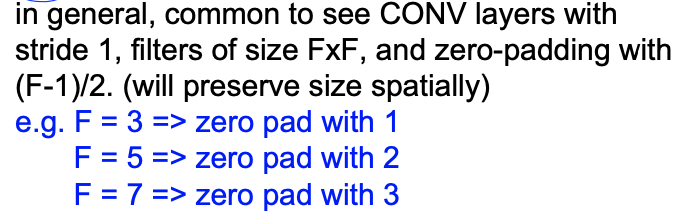 in general, common to see CONV layers with
stride 1, filters of size FxF, and zero-padding with
(F-1)/2. (will preserve size spatially)
e.g. F = 3 => zero pad with 1
F = 5 => zero pad with 2
F = 7 => zero pad with 3